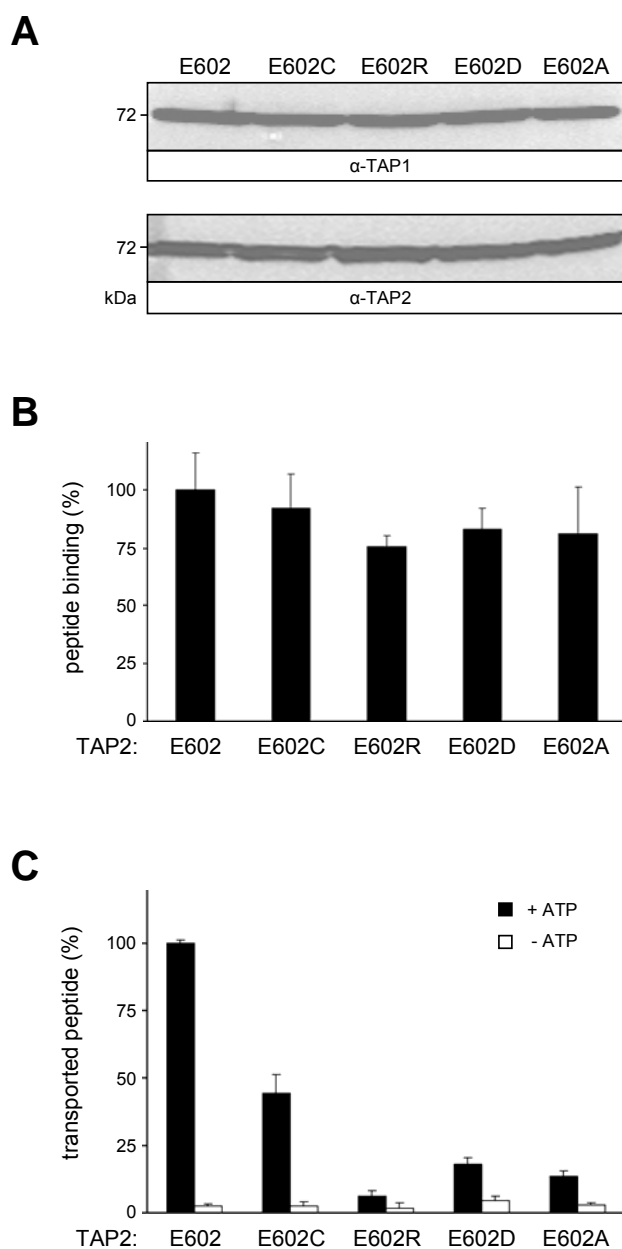 A
E602 E602C E602R E602D E602A
72
α-TAP1
72
kDa
α-TAP2
B
peptide binding (%)
100
75
50
25
0
TAP2: E602 E602C E602R E602D E602A
C
transported peptide (%)
+ ATP
- ATP
100
75
50
25
0
TAP2: E602 E602C E602R E602D E602A